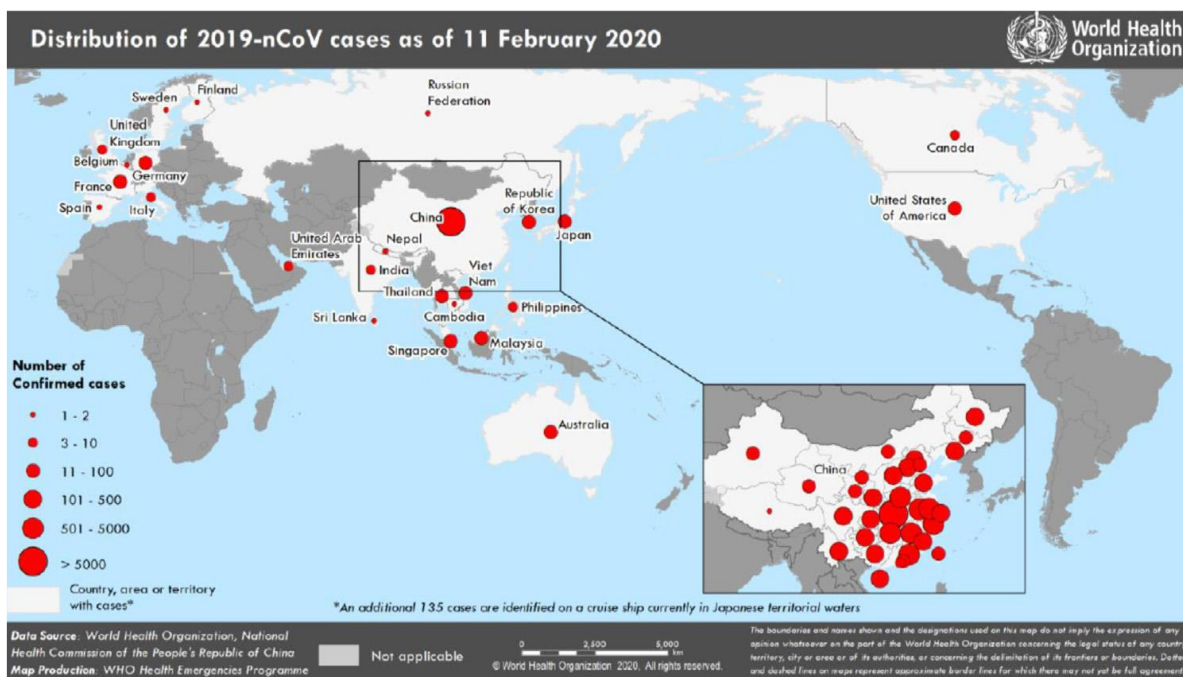 Distribution of 2019-nCoV cases as of 11 February 2020
World Health
Organization
Finland
Sweden
Russian
Federation
United
Kingdom
Belgium
Germany
France
Spain
Italy
Canada
United States
of America
China
Republic
of Korea
Japan
United Arab
Emirates
Nepal
India
Viet
Nam
Thailand
Cambodia
Philippines
Sri Lanka
Singapore
Malaysia
Australia
China
Number of
Confirmed cases
1 - 2
3 - 10
11 - 100
101 - 500
501 - 5000
> 5000
Country, area or territory
with cases*
*An additional 135 cases are identified on a cruise ship currently in Japanese territorial waters
Data Source: World Health Organization, National
Health Commission of the People's Republic of China
Map Production: WHO Health Emergencies Programme
Not applicable
0 2,500 5,000
km
© World Health Organization 2020, All rights reserved.
The boundaries and names shown and the designations used on this map do not imply the expression of any
opinion whatsoever on the part of the World Health Organization concerning the legal status of any country,
territory, city or area or of its authorities, or concerning the delimitation of its frontiers or boundaries. Dotted
and dashed lines on maps represent approximate border lines for which there may not yet be full agreement